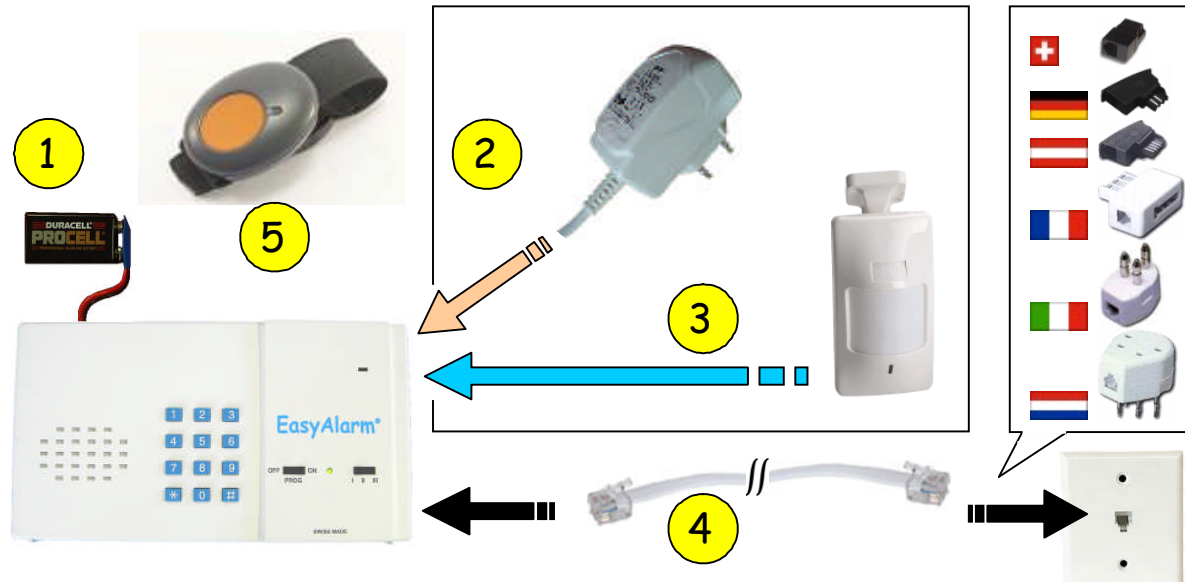 1
2
3
4
5
DURACELL
PROCELL
EasyAlarm®
1 2 3
4 5 6
7 8 9
* 0 #
OFF ON
PROG
I II III
SWISS MADE